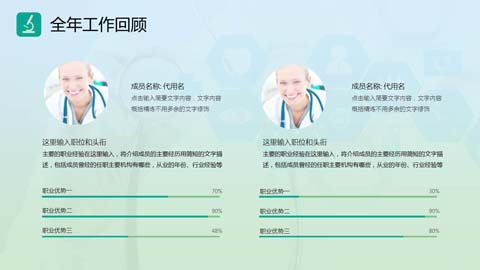 全年工作回顾
成员名称: 代用名
点击输入简要文字内容，文字内容
概括精炼不用多余的文字修饰
这里输入职位和头衔
主要的职业经验在这里输入，将介绍成员的主要经历用简短的文字描
述，包括成员曾经的任职主要机构有哪些，从业的年份、行业经验等
职业优势一 70%
职业优势二 90%
职业优势三 48%
成员名称: 代用名
点击输入简要文字内容，文字内容
概括精炼不用多余的文字修饰
这里输入职位和头衔
主要的职业经验在这里输入，将介绍成员的主要经历用简短的文字描
述，包括成员曾经的任职主要机构有哪些，从业的年份、行业经验等
职业优势一 30%
职业优势二 90%
职业优势三 80%